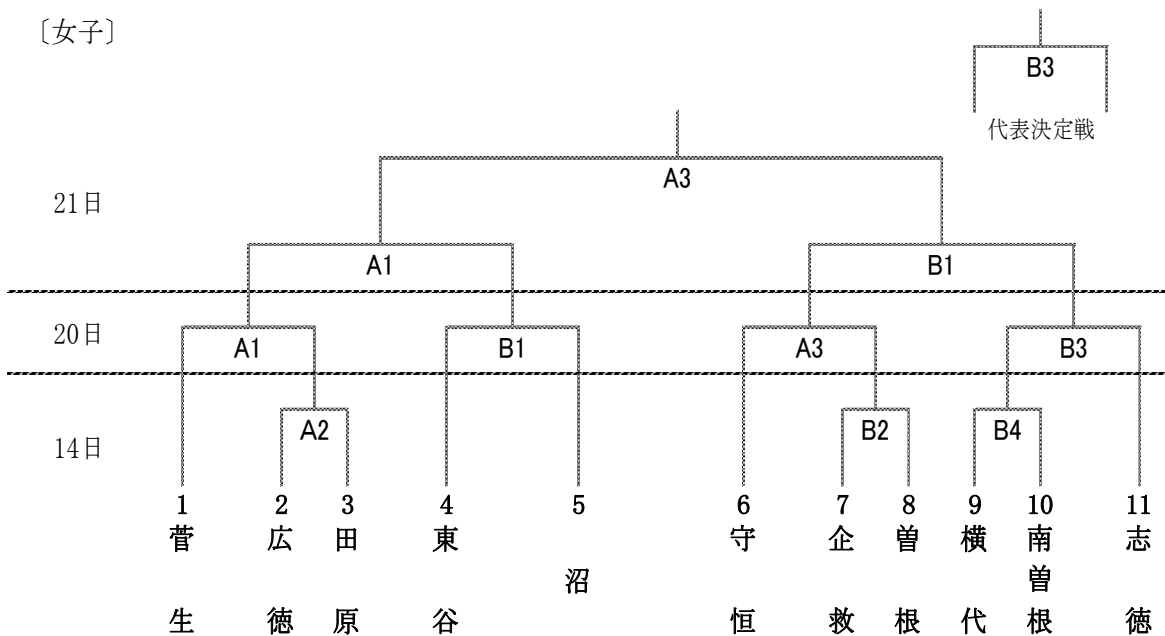 〔女子〕
B3
代表決定戦
A3
21日
A1
B1
20日
A1
B1
A3
B3
14日
A2
B2
B4
1
2
3
4
5
6
7
8
9
10
11
菅生
広徳
田原
東谷
沼
守恒
企救
曽根
横代
南曽根
志徳